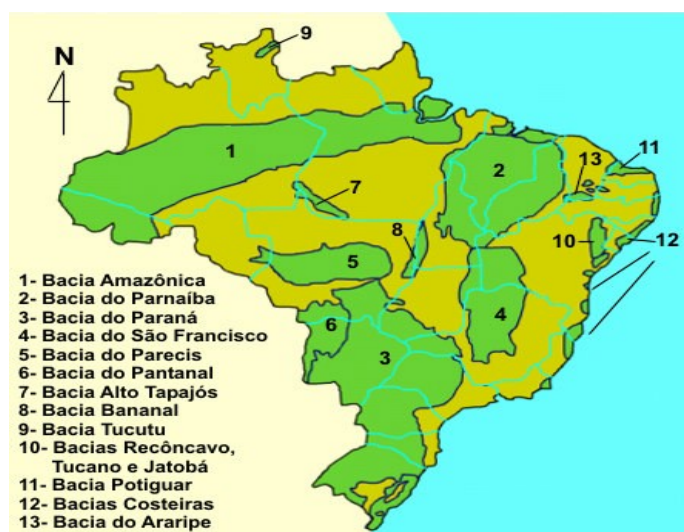 N
9
1
2
13
11
7
8
10
12
5
4
6
3
1- Bacia Amazônica
2- Bacia do Parnaíba
3- Bacia do Paraná
4- Bacia do São Francisco
5- Bacia do Parecis
6- Bacia do Pantanal
7- Bacia Alto Tapajós
8- Bacia Bananal
9- Bacia Tucutu
10- Bacias Recôncavo,
Tucano e Jatobá
11- Bacia Potiguar
12- Bacias Costeiras
13- Bacia do Araripe